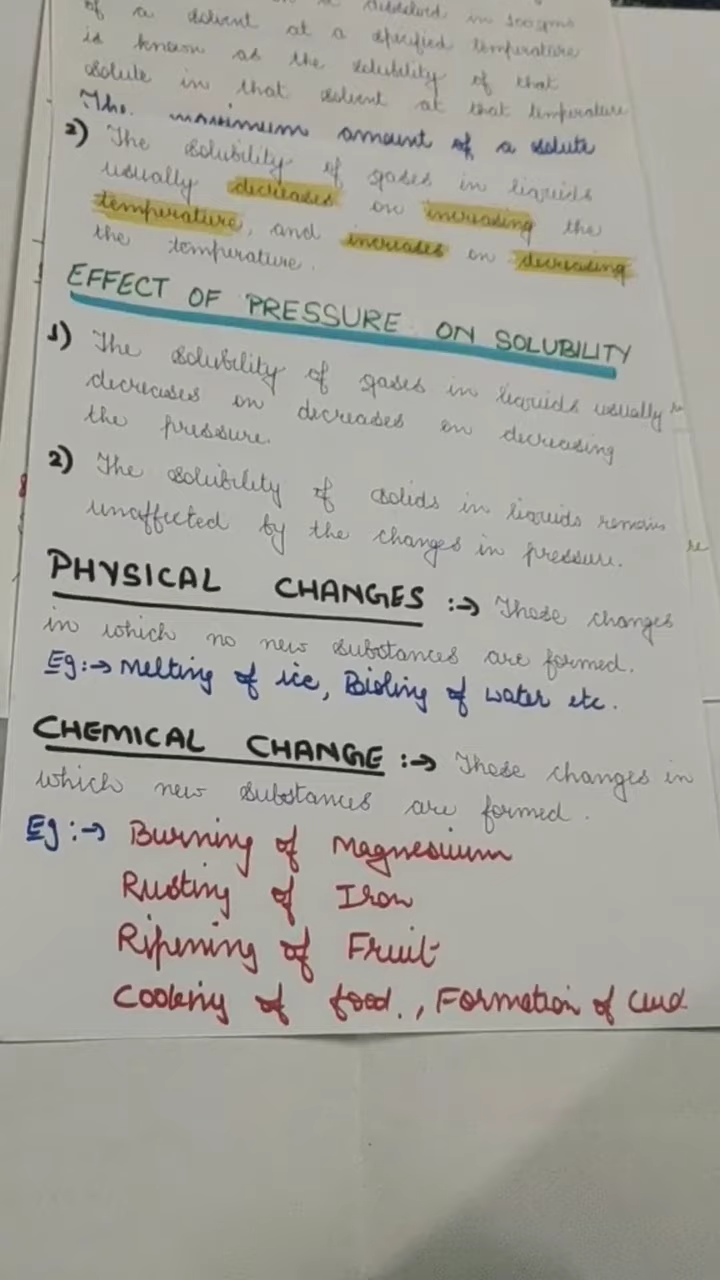 of a solvent at a specified temperature
is known as the solubility of that
solute in that solvent at that temperature
The. maximum amount of a solute
2) The solubility of gases in liquids
usually decreases on increasing the
temperature, and increases on decreasing
the temperature.
EFFECT OF PRESSURE ON SOLUBILITY
1) The solubility of gases in liquids usually
decreases on decreases on decreasing
the pressure.
2) The solubility of solids in liquids remain
unaffected by the changes in pressure.
PHYSICAL CHANGES :→ Those changes
in which no new substances are formed.
Eg:→ Melting of ice, Bioling of water etc.
CHEMICAL CHANGE :→ Those changes in
which new substances are formed.
Eg:→ Burning of Magnesium
Rusting of Iron
Ripening of Fruit
Cooking of food., Formation of Curd